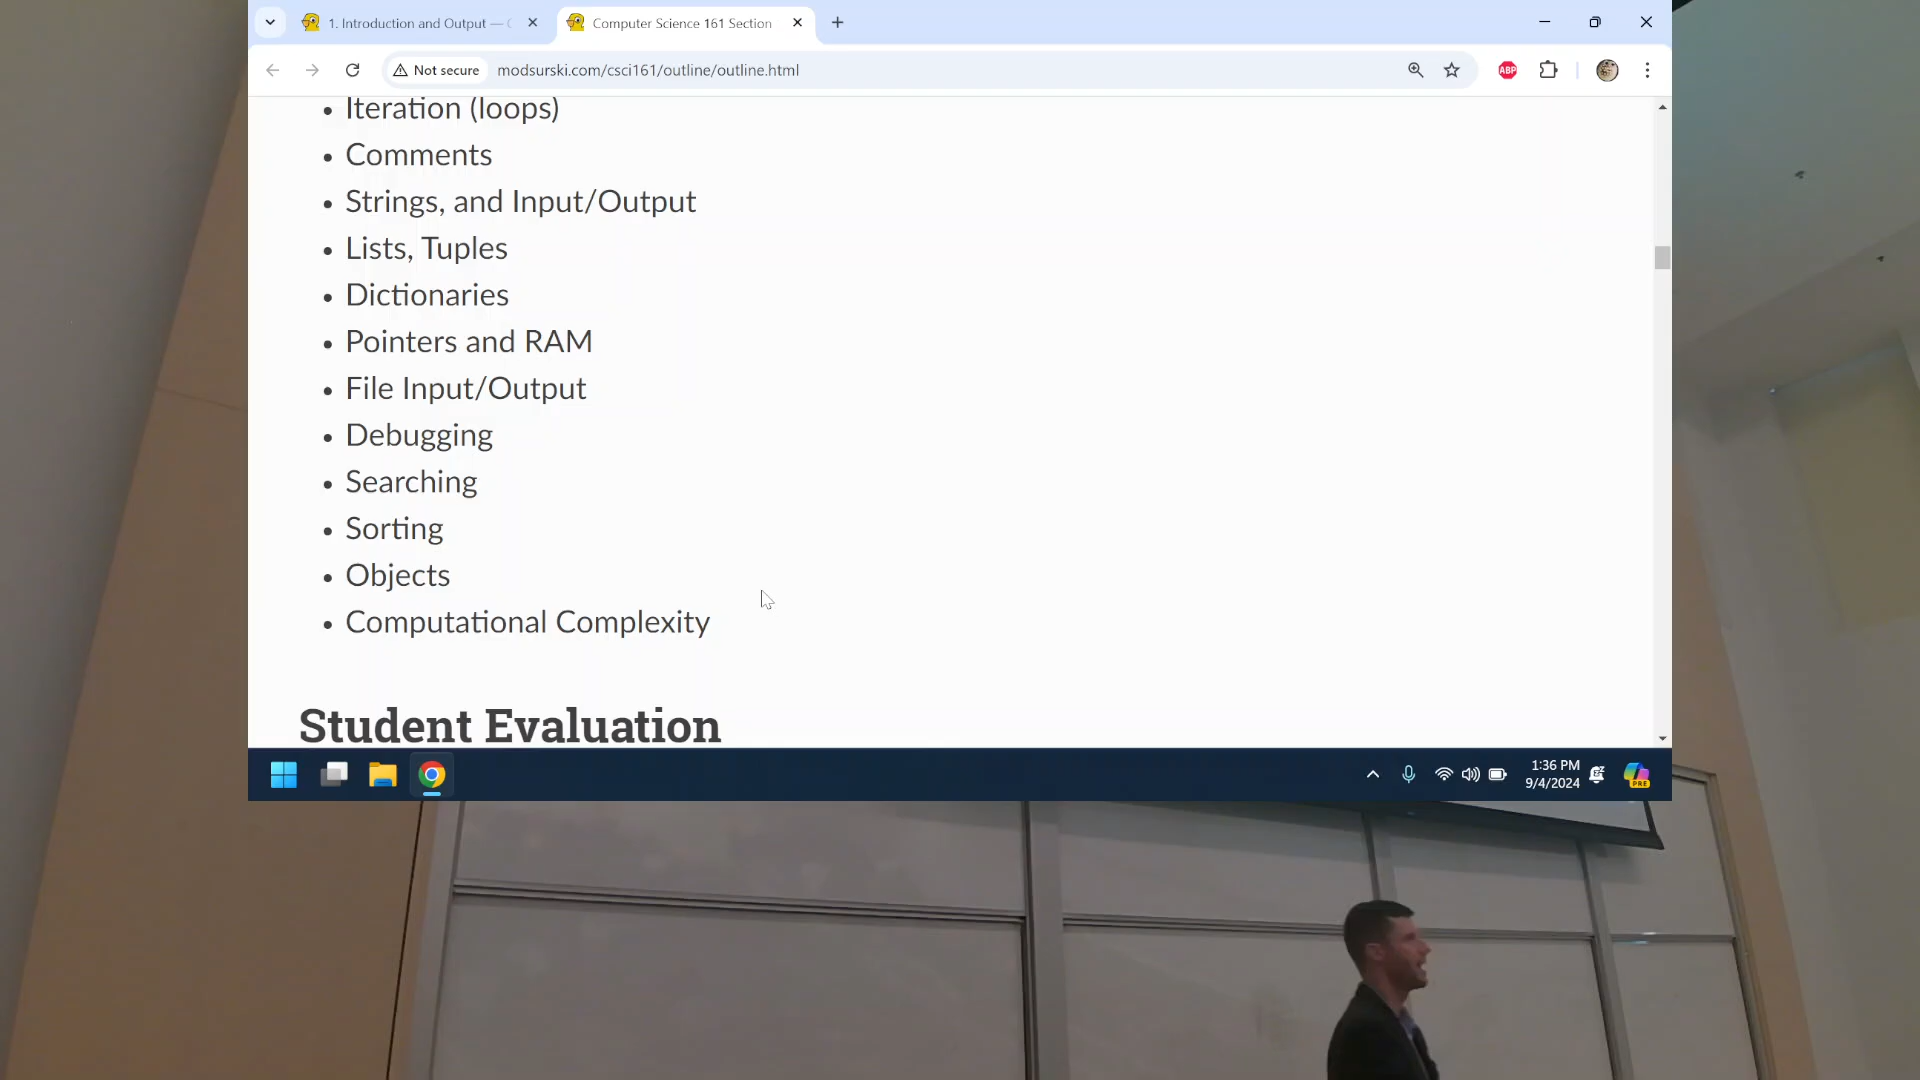 1. Introduction and Output —
Computer Science 161 Section
Not secure
modsurski.com/csci161/outline/outline.html
ABP
Iteration (loops)
Comments
Strings, and Input/Output
Lists, Tuples
Dictionaries
Pointers and RAM
File Input/Output
Debugging
Searching
Sorting
Objects
Computational Complexity
Student Evaluation
1:36 PM
9/4/2024
PRE